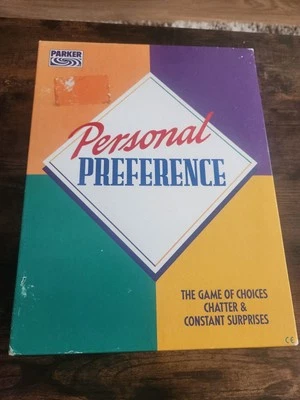 PARKER
Personal
PREFERENCE
THE GAME OF CHOICES
CHATTER &
CONSTANT SURPRISES
CE